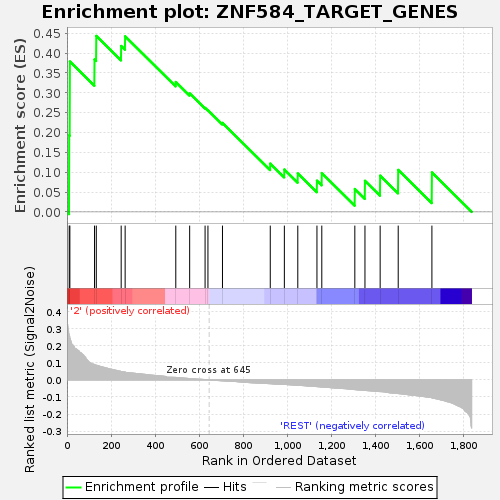 Enrichment plot: ZNF584_TARGET_GENES
Enrichment score (ES)
0.45
0.40
0.35
0.30
0.25
0.20
0.15
0.10
0.05
0.00
'2' (positively correlated)
Ranked list metric (Signal2Noise)
0.4
0.3
0.2
0.1
0.0
-0.1
-0.2
-0.3
Zero cross at 645
'REST' (negatively correlated)
0 200 400 600 800 1,000 1,200 1,400 1,600 1,800
Rank in Ordered Dataset
Enrichment profile Hits Ranking metric scores